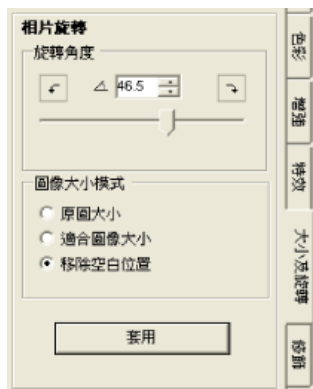 相片旋轉
旋轉角度
46.5
圖像大小模式
原圖大小
適合圖像大小
移除空白位置
套用
色彩
增強
特效
大小及旋轉
修飾